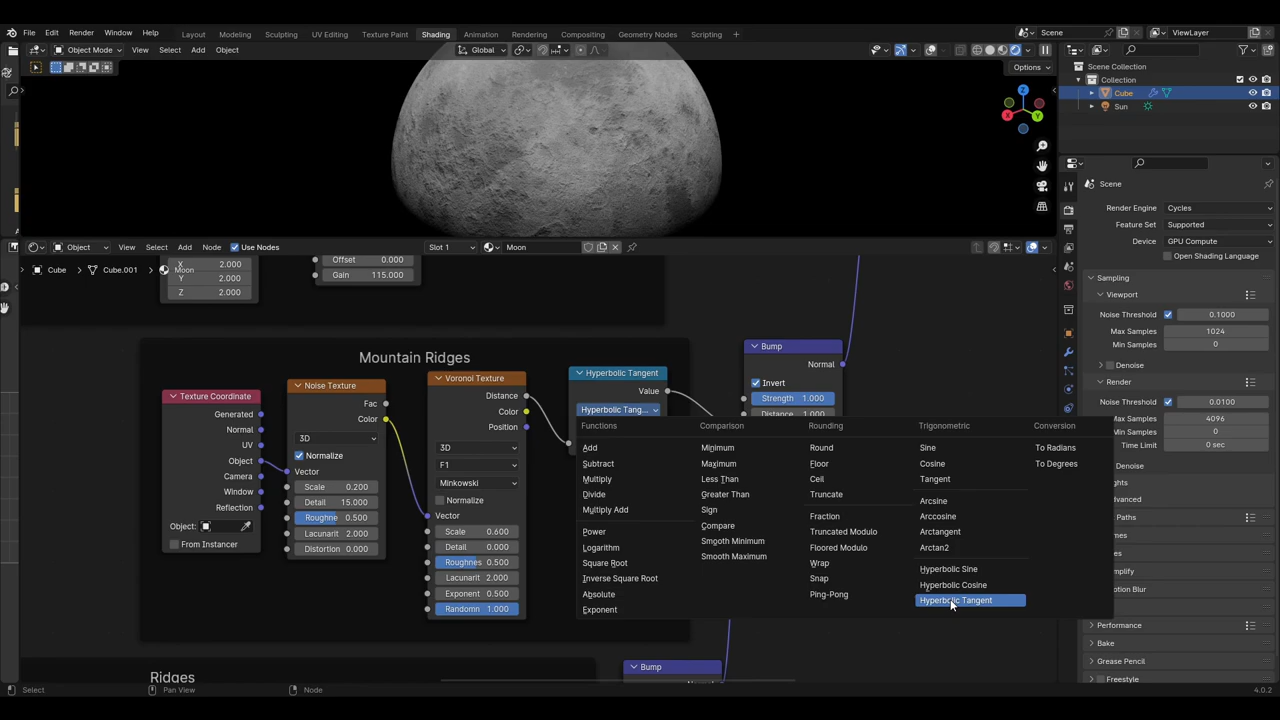 File Edit Render Window Help Layout Modeling Sculpting UV Editing Texture Paint Shading Animation Rendering Compositing Geometry Nodes Scripting + Scene ViewLayer
Object Mode View Select Add Object Global
Options
Z
X
Y
Scene Collection
Collection
Cube
Sun
Scene
Render Engine Cycles
Feature Set Supported
Device GPU Compute
Open Shading Language
Sampling
Viewport
Noise Threshold 0.1000
Max Samples 1024
Min Samples 0
Denoise
Render
Noise Threshold 0.0100
Max Samples 4096
0
Time Limit 0 sec
Denoise
Performance
Bake
Grease Pencil
Freestyle
Object View Select Add Node Use Nodes Slot 1 Moon
Cube Cube.001 Moon
X 2.000
Y 2.000
Z 2.000
Offset 0.000
Gain 115.000
Mountain Ridges
Texture Coordinate
Generated
Normal
UV
Object
Camera
Window
Reflection
Object:
From Instancer
Noise Texture
Fac
Color
3D
Normalize
Vector
Scale 0.200
Detail 15.000
Roughne 0.500
Lacunarit 2.000
Distortion 0.000
Voronoi Texture
Distance
Color
Position
3D
F1
Minkowski
Normalize
Vector
Scale 0.600
Detail 0.000
Roughnes 0.500
Lacunarit 2.000
Exponent 0.500
Randomn 1.000
Hyperbolic Tangent
Value
Hyperbolic Tang...
Bump
Normal
Invert
Strength 1.000
Distance 1.000
Functions
Add
Subtract
Multiply
Divide
Multiply Add
Power
Logarithm
Square Root
Inverse Square Root
Absolute
Exponent
Comparison
Minimum
Maximum
Less Than
Greater Than
Sign
Compare
Smooth Minimum
Smooth Maximum
Rounding
Round
Floor
Ceil
Truncate
Fraction
Truncated Modulo
Floored Modulo
Wrap
Snap
Ping-Pong
Trigonometric
Sine
Cosine
Tangent
Arcsine
Arccosine
Arctangent
Arctan2
Hyperbolic Sine
Hyperbolic Cosine
Hyperbolic Tangent
Conversion
To Radians
To Degrees
Ridges
Bump
Select Pan View Node 4.0.2